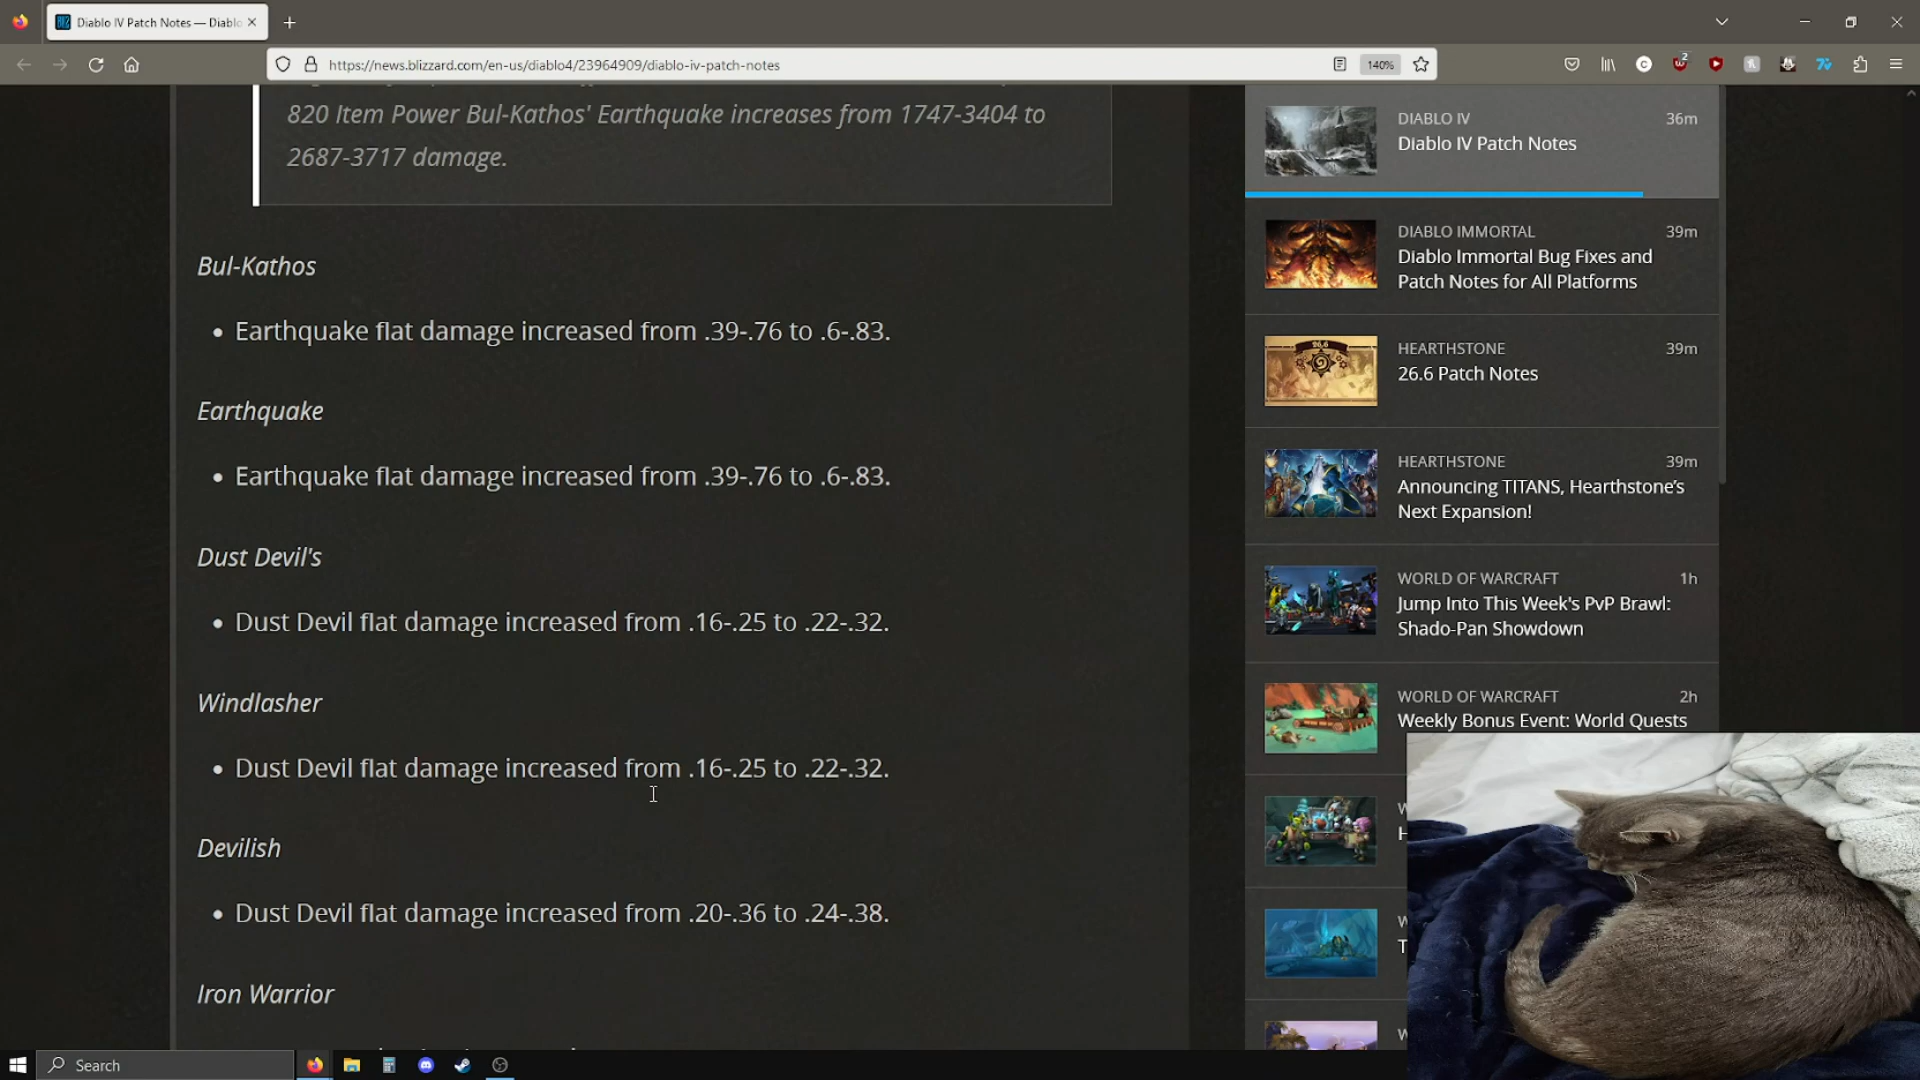 Diablo IV Patch Notes — Diablo
https://news.blizzard.com/en-us/diablo4/23964909/diablo-iv-patch-notes
140%
2
820 Item Power Bul-Kathos' Earthquake increases from 1747-3404 to
2687-3717 damage.
Bul-Kathos
• Earthquake flat damage increased from .39-.76 to .6-.83.
Earthquake
• Earthquake flat damage increased from .39-.76 to .6-.83.
Dust Devil's
• Dust Devil flat damage increased from .16-.25 to .22-.32.
Windlasher
• Dust Devil flat damage increased from .16-.25 to .22-.32.
Devilish
• Dust Devil flat damage increased from .20-.36 to .24-.38.
Iron Warrior
DIABLO IV 36m
Diablo IV Patch Notes
DIABLO IMMORTAL 39m
Diablo Immortal Bug Fixes and
Patch Notes for All Platforms
HEARTHSTONE 39m
26.6 Patch Notes
26.6
HEARTHSTONE 39m
Announcing TITANS, Hearthstone's
Next Expansion!
WORLD OF WARCRAFT 1h
Jump Into This Week's PvP Brawl:
Shado-Pan Showdown
WORLD OF WARCRAFT 2h
Weekly Bonus Event: World Quests
Search